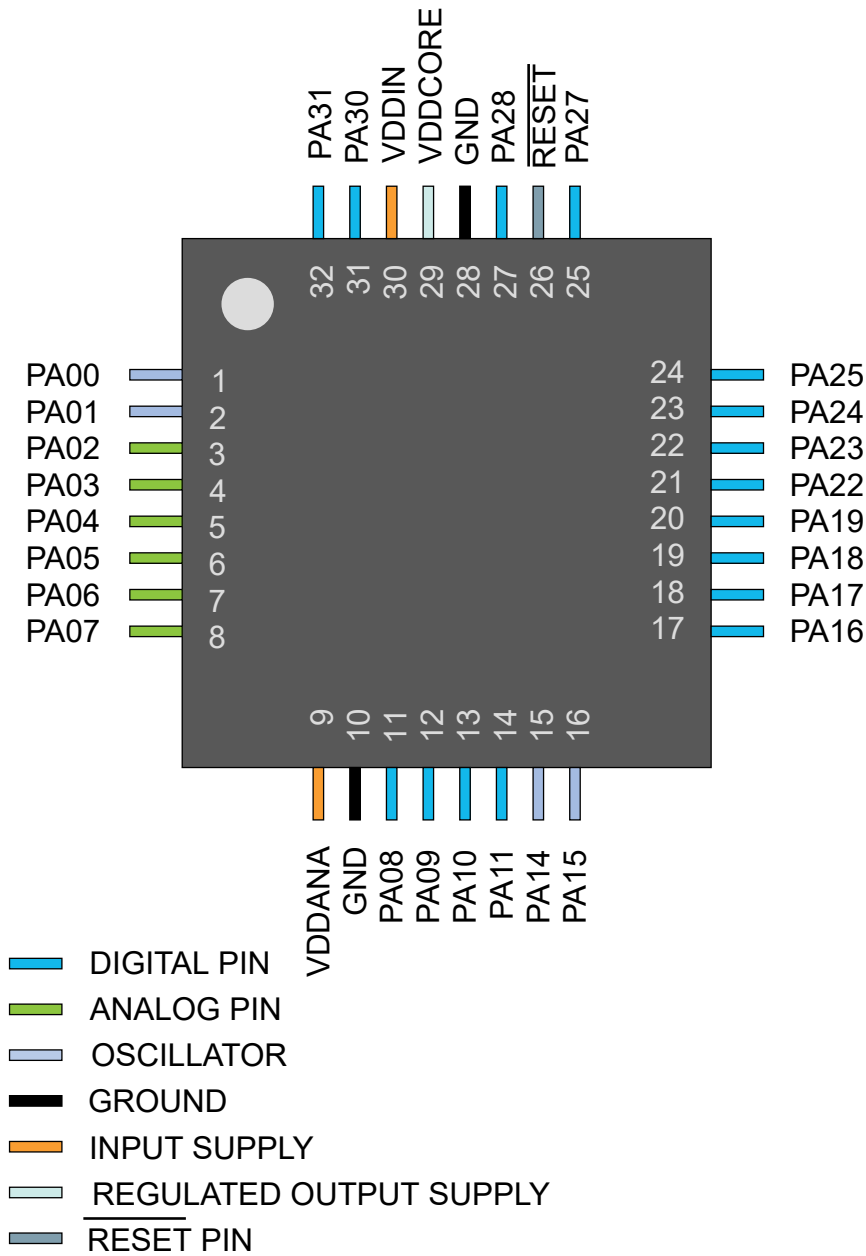 PA31
PA30
VDDIN
VDDCORE
GND
PA28
RESET
PA27
32
31
30
29
28
27
26
25
PA00
1
PA01
2
PA02
3
PA03
4
PA04
5
PA05
6
PA06
7
PA07
8
24
PA25
23
PA24
22
PA23
21
PA22
20
PA19
19
PA18
18
PA17
17
PA16
9
10
11
12
13
14
15
16
VDDANA
GND
PA08
PA09
PA10
PA11
PA14
PA15
DIGITAL PIN
ANALOG PIN
OSCILLATOR
GROUND
INPUT SUPPLY
REGULATED OUTPUT SUPPLY
RESET PIN